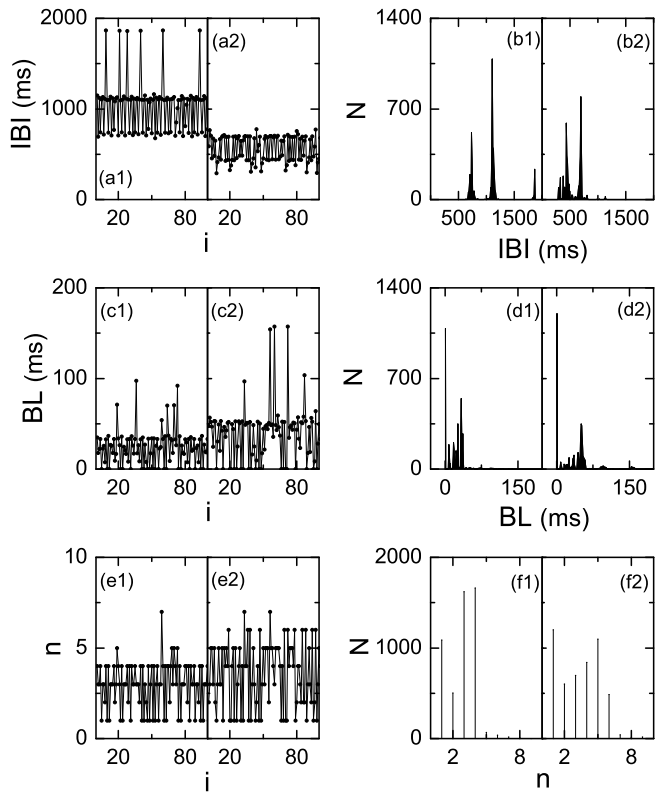 2000
1000
0
IBI (ms)
(a1)
(a2)
20
80
20
80
i
1400
700
0
N
(b1)
(b2)
500
1500
500
1500
IBI (ms)
200
100
0
BL (ms)
(c1)
(c2)
20
80
20
80
i
1400
700
0
N
(d1)
(d2)
0
150
0
150
BL (ms)
10
5
0
n
(e1)
(e2)
20
80
20
80
i
2000
1000
0
N
(f1)
(f2)
2
8
2
8
n